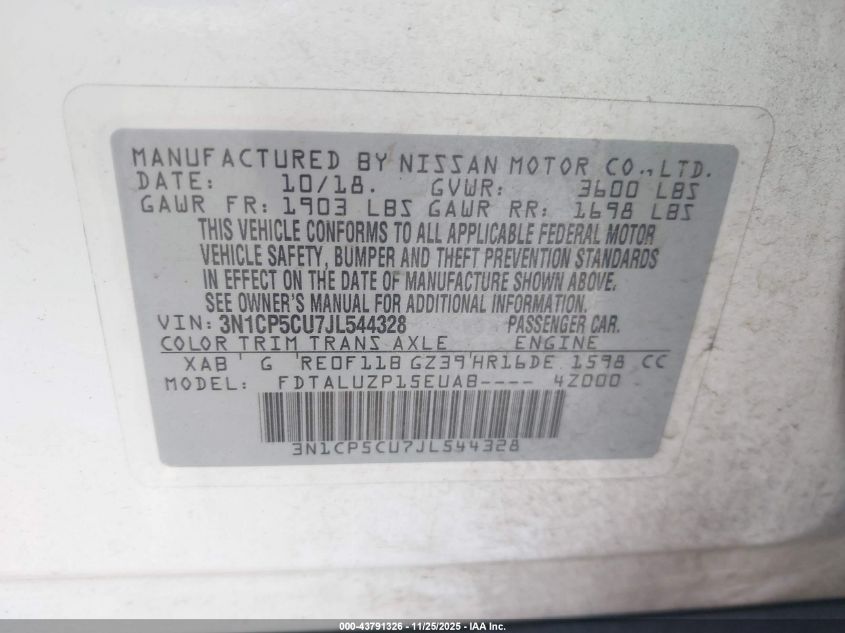 MANUFACTURED BY NISSAN MOTOR CO.,LTD.
DATE: 10/18. GVWR: 3600 LBS
GAWR FR: 1903 LBS GAWR RR: 1698 LBS
THIS VEHICLE CONFORMS TO ALL APPLICABLE FEDERAL MOTOR
VEHICLE SAFETY, BUMPER AND THEFT PREVENTION STANDARDS
IN EFFECT ON THE DATE OF MANUFACTURE SHOWN ABOVE.
SEE OWNER'S MANUAL FOR ADDITIONAL INFORMATION.
VIN: 3N1CP5CU7JL544328 PASSENGER CAR.
COLOR TRIM TRANS AXLE ENGINE
XAB G RE0F11B GZ39 HR16DE 1598 CC
MODEL: FDTALUZP15EUAB---- 4Z000
3N1CP5CU7JL544328
000-43791326 - 11/25/2025 - IAA Inc.